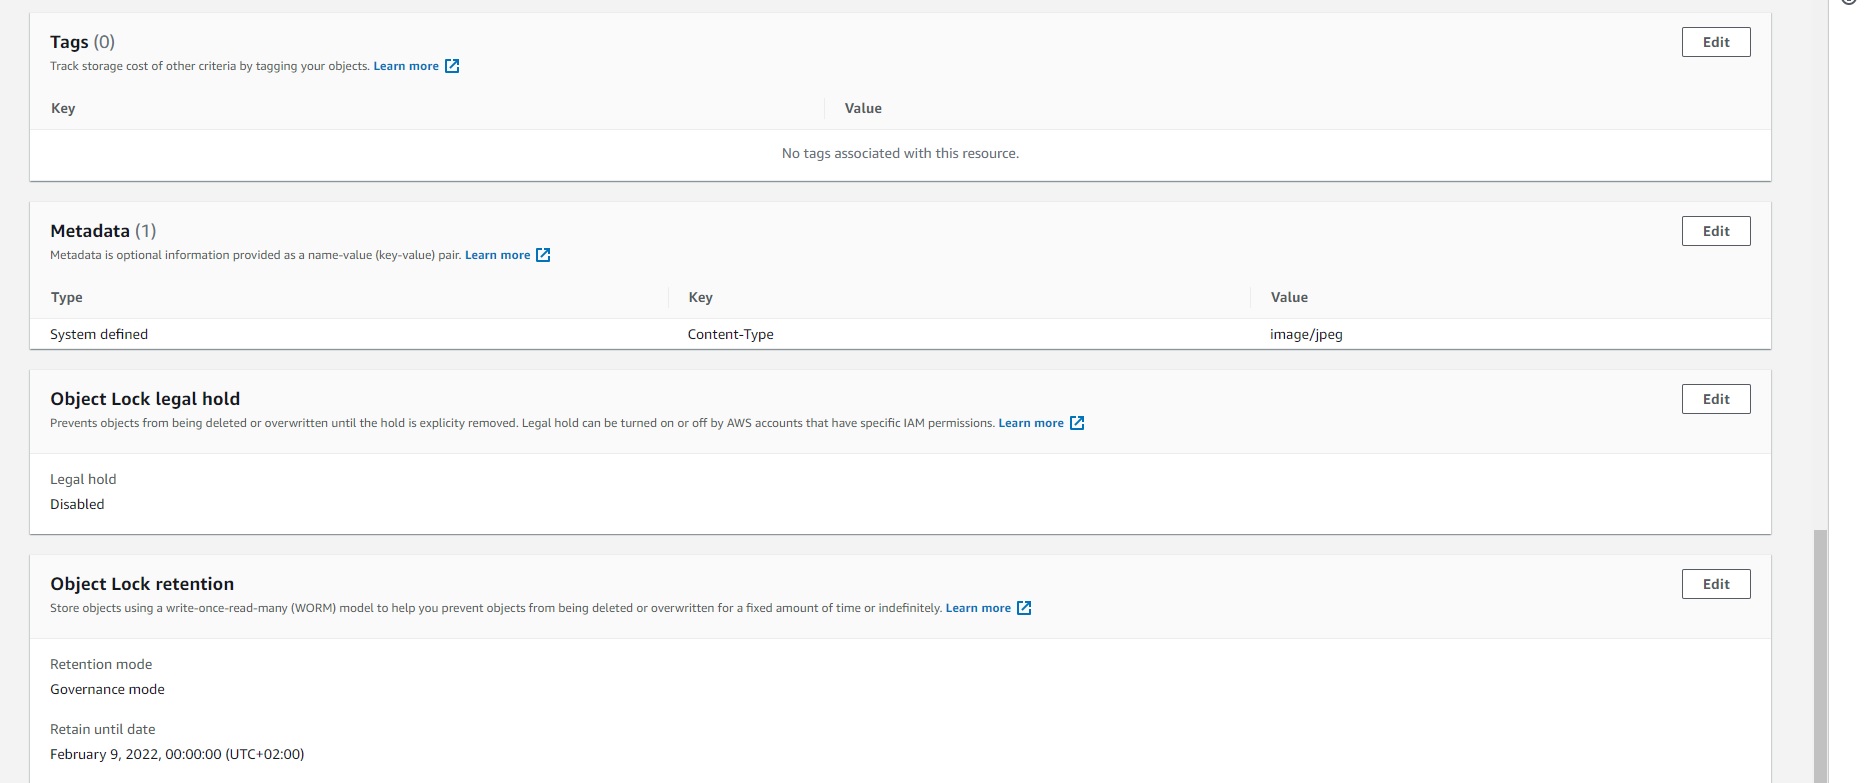 Tags (0)
Edit
Track storage cost of other criteria by tagging your objects. Learn more
Key Value
No tags associated with this resource.
Metadata (1)
Edit
Metadata is optional information provided as a name-value (key-value) pair. Learn more
Type Key Value
System defined Content-Type image/jpeg
Object Lock legal hold
Edit
Prevents objects from being deleted or overwritten until the hold is explicity removed. Legal hold can be turned on or off by AWS accounts that have specific IAM permissions. Learn more
Legal hold
Disabled
Object Lock retention
Edit
Store objects using a write-once-read-many (WORM) model to help you prevent objects from being deleted or overwritten for a fixed amount of time or indefinitely. Learn more
Retention mode
Governance mode
Retain until date
February 9, 2022, 00:00:00 (UTC+02:00)